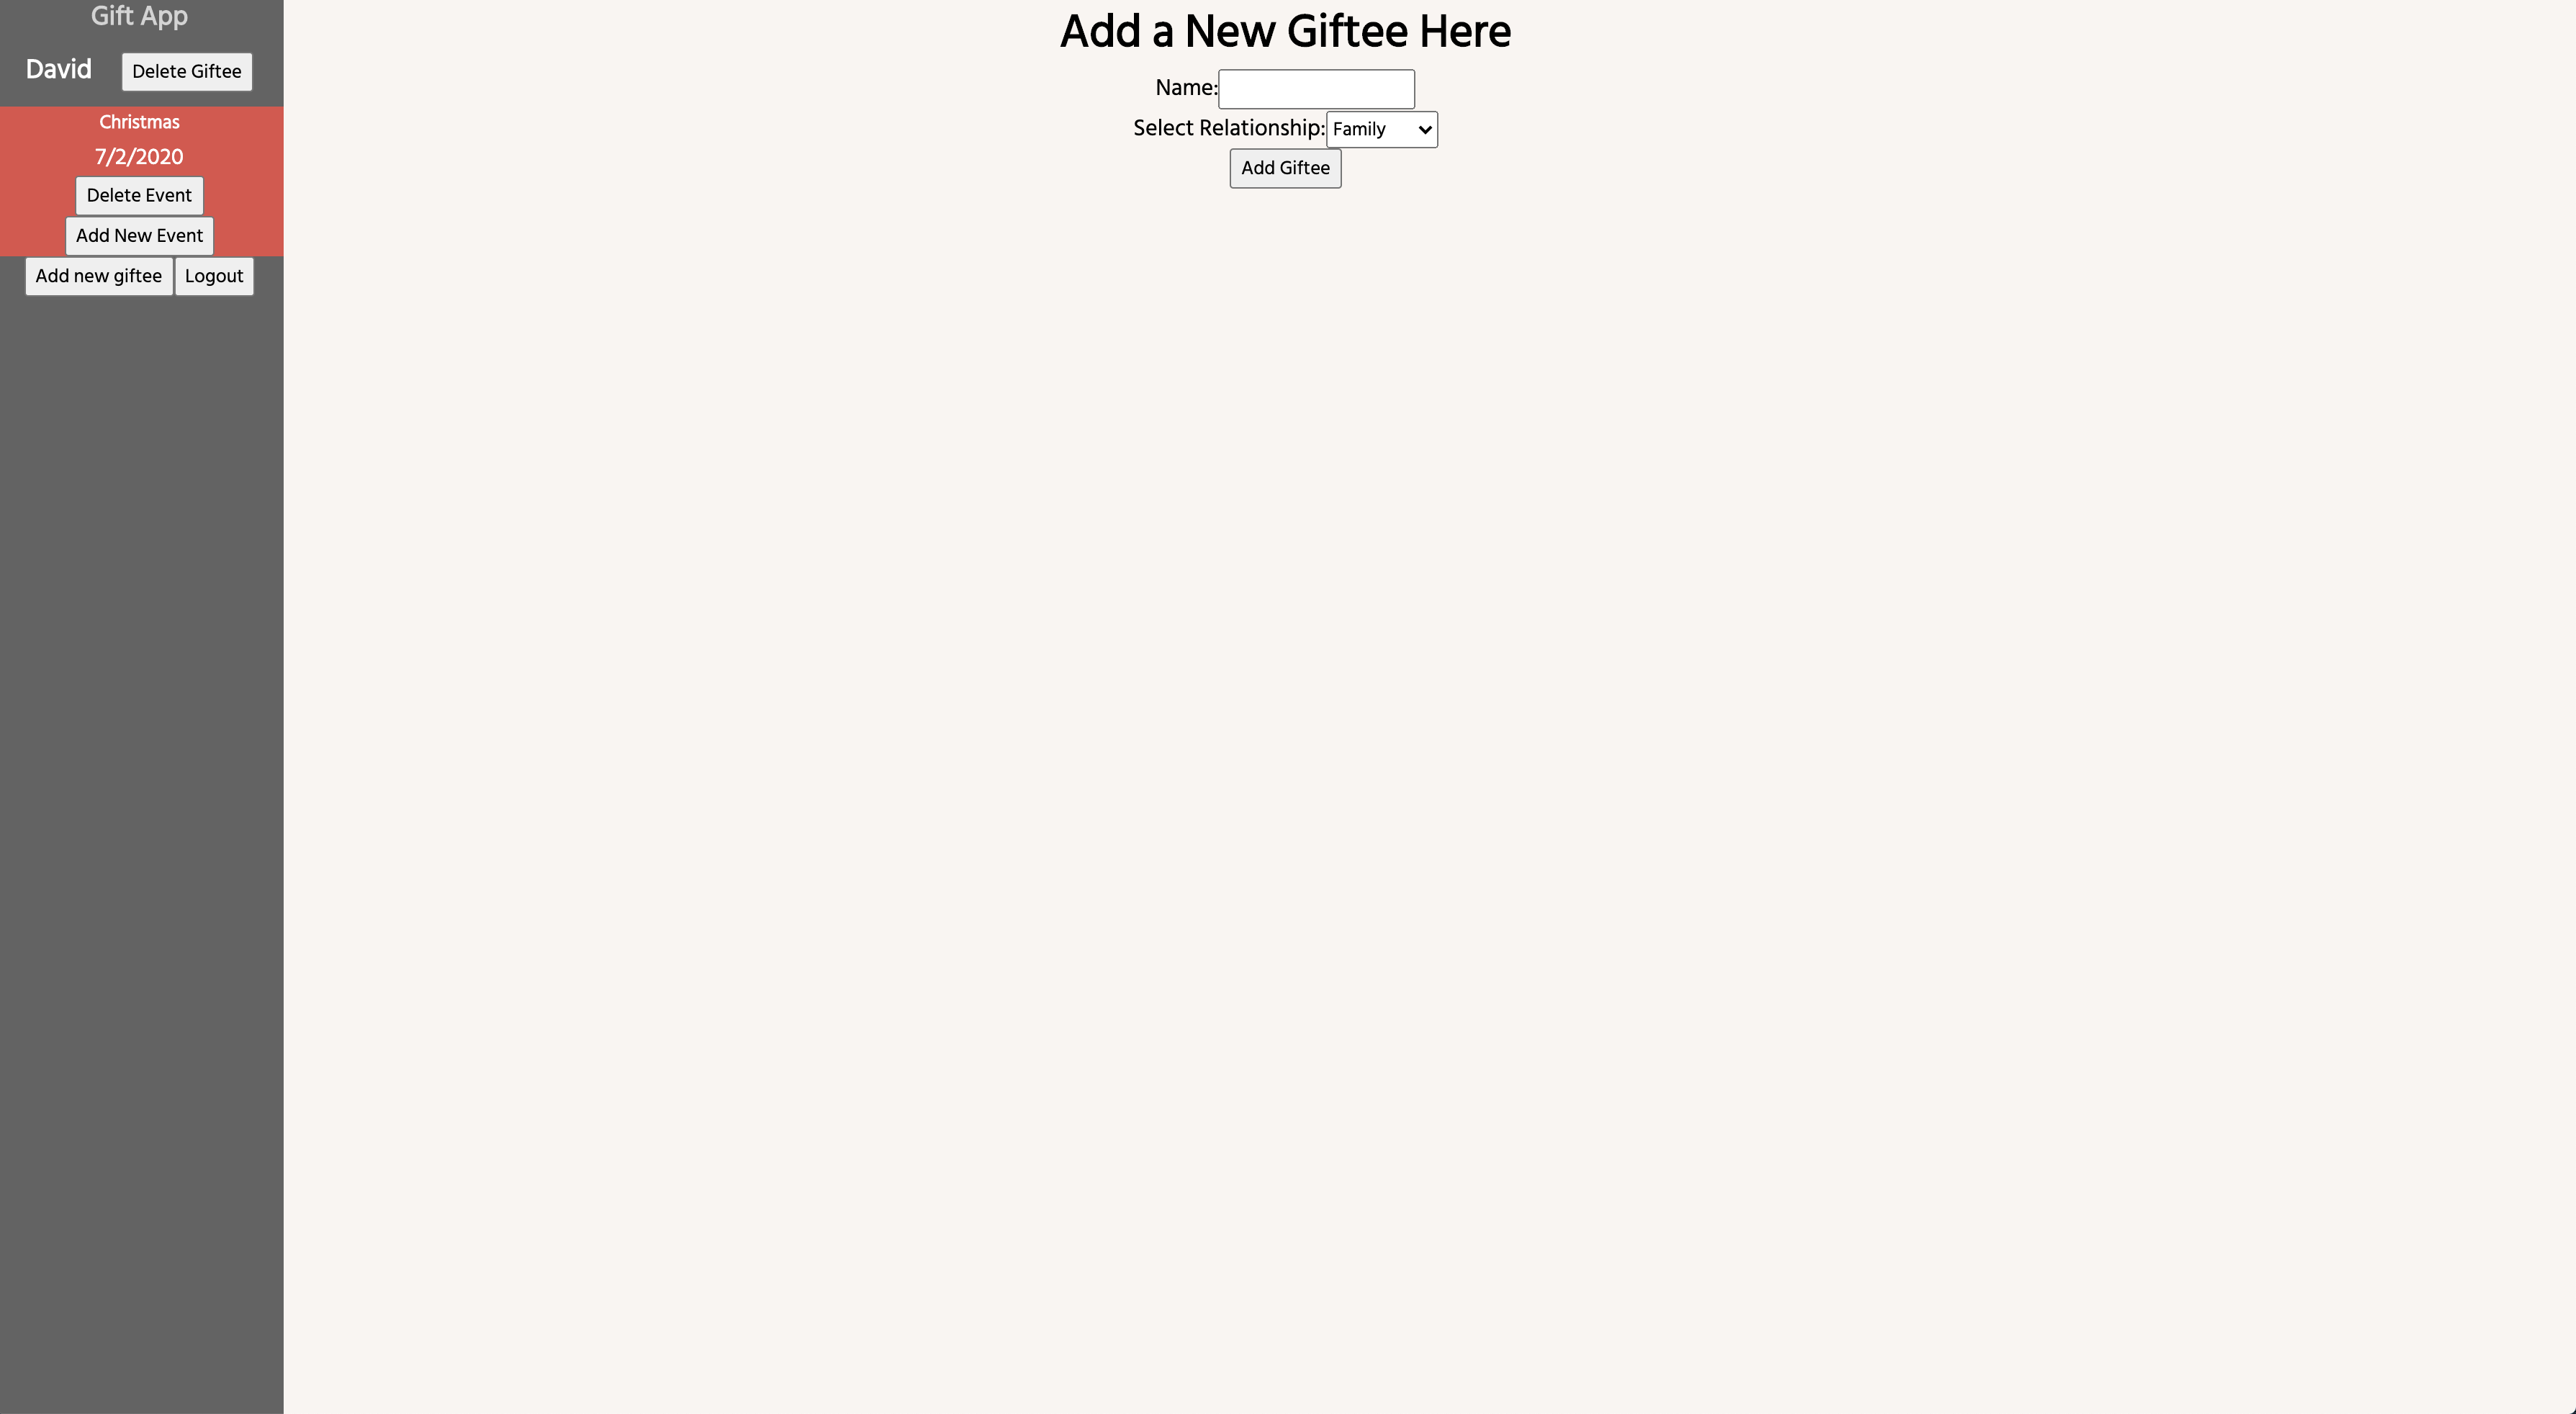 Gift App
David Delete Giftee
Christmas
7/2/2020
Delete Event
Add New Event
Add new giftee Logout
Add a New Giftee Here
Name:
Select Relationship: Family
Add Giftee